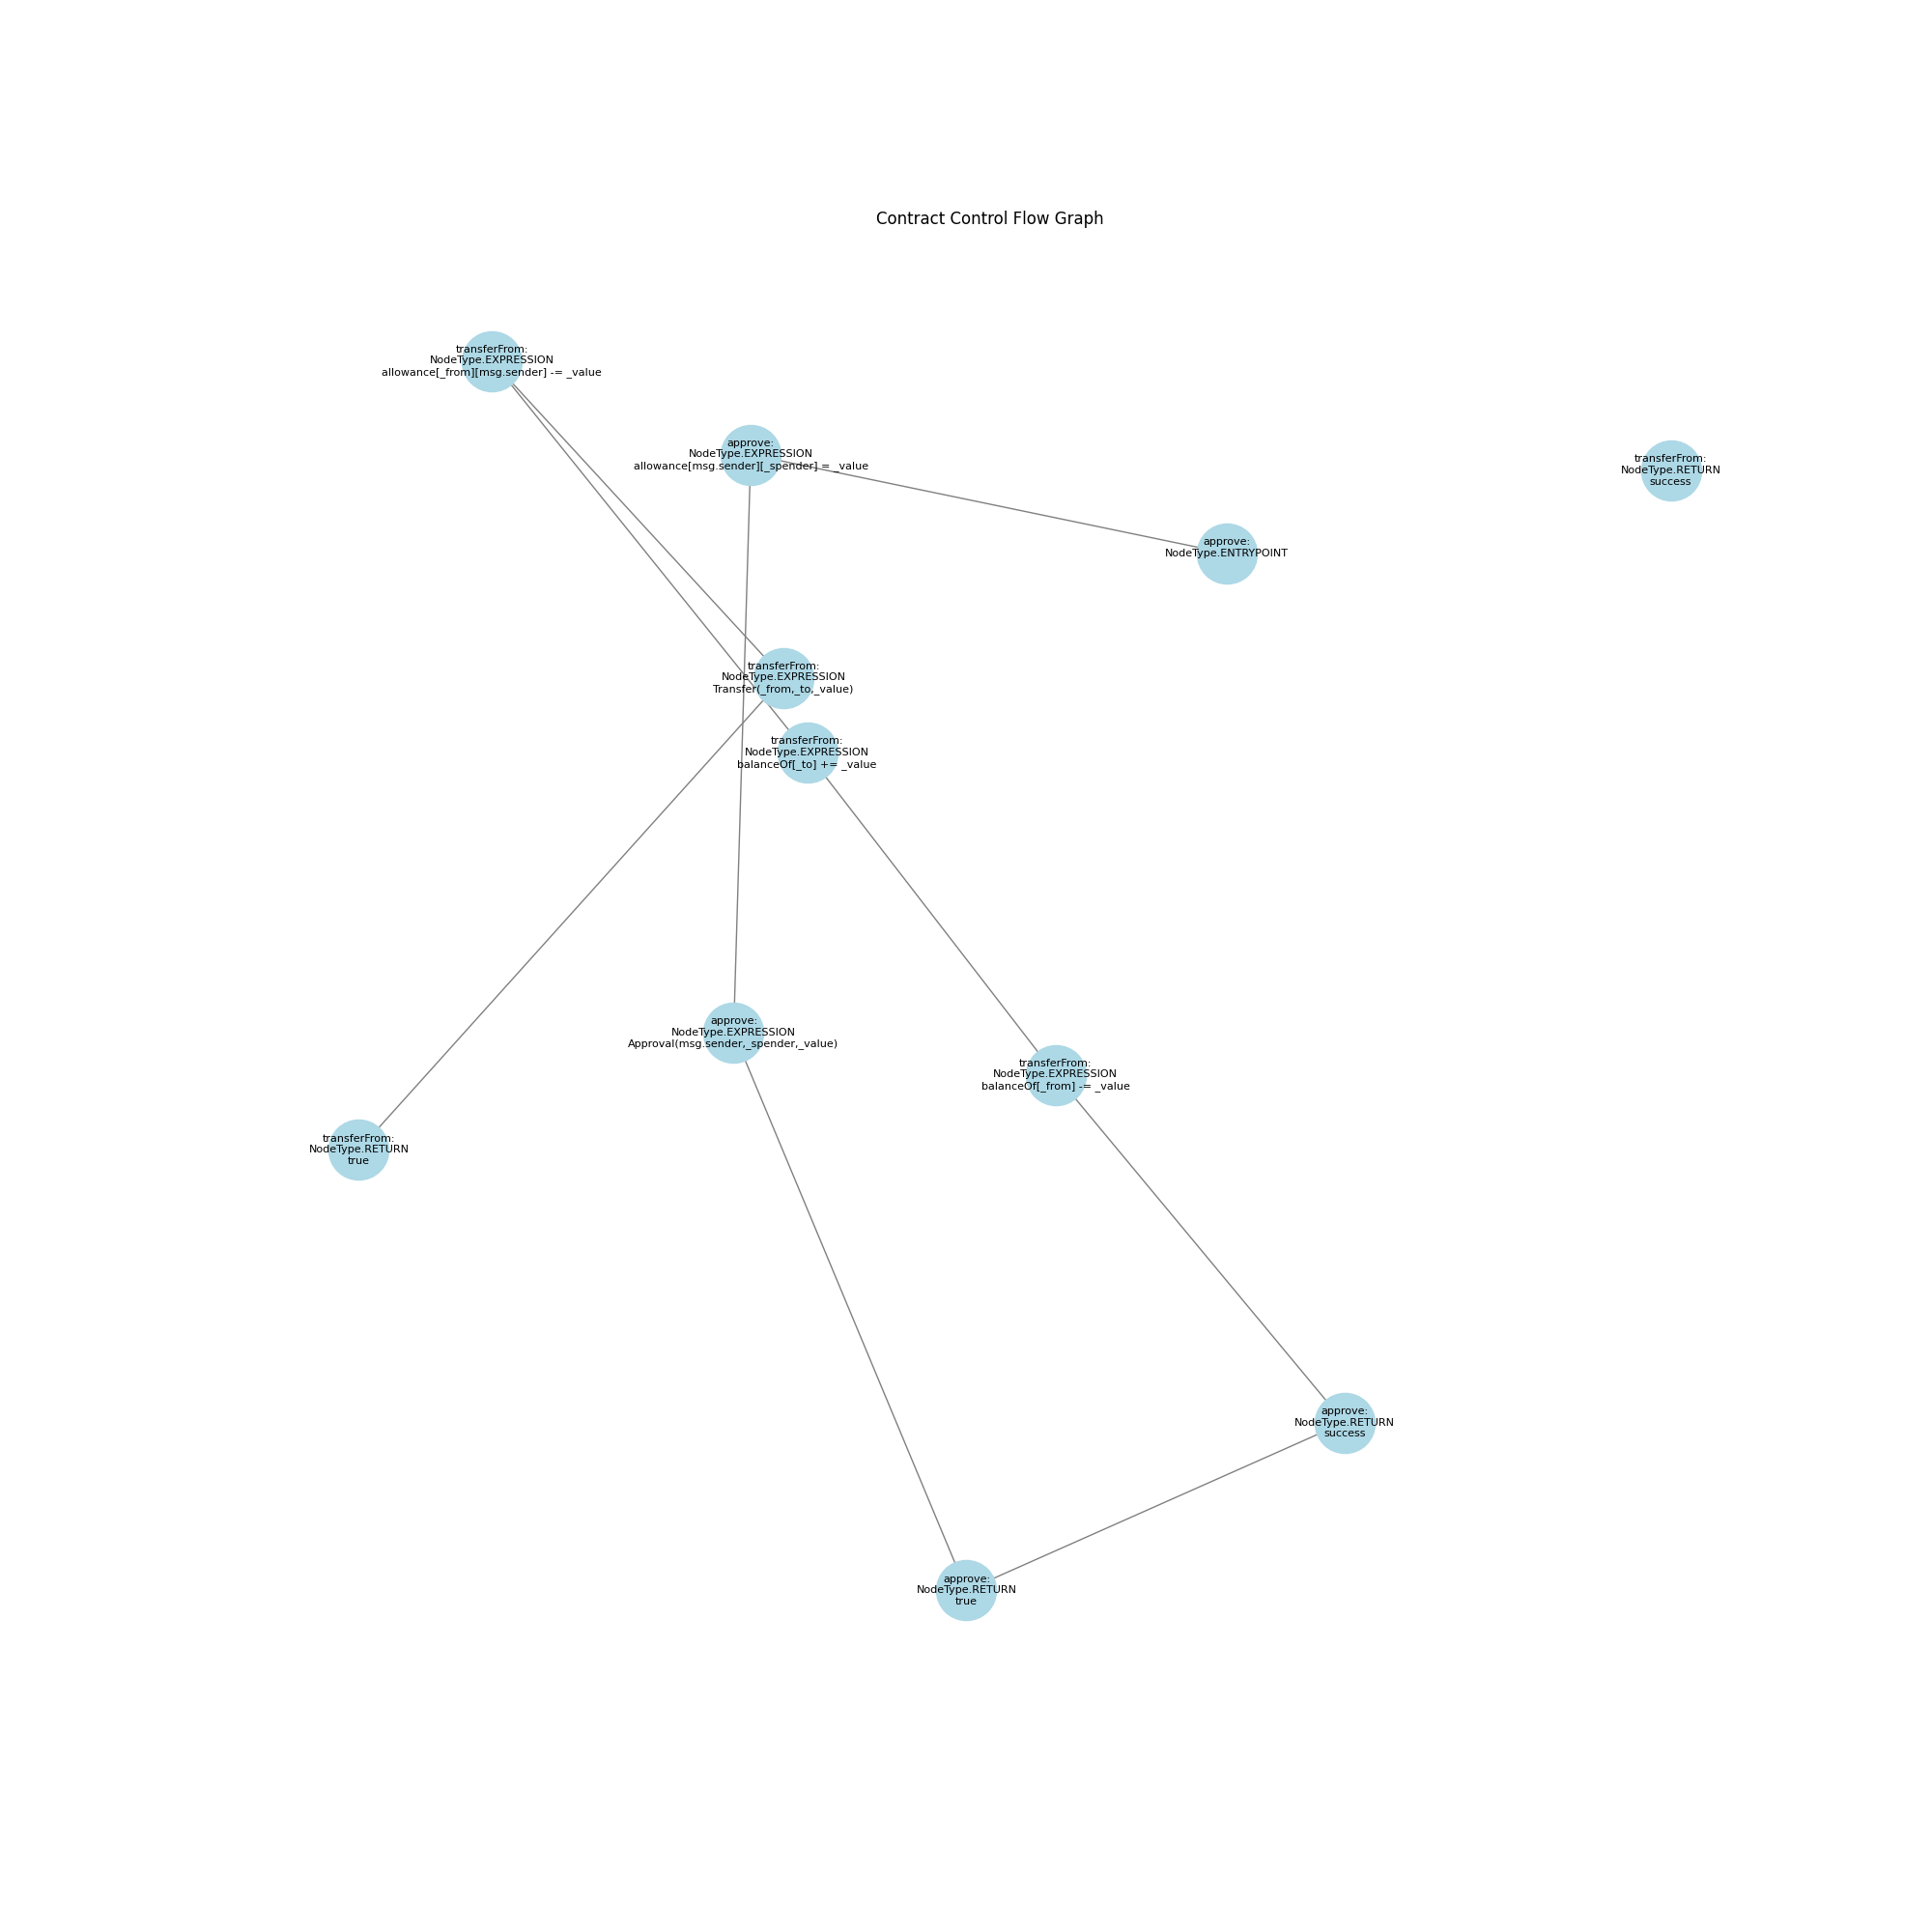 Contract Control Flow Graph
transferFrom:
NodeType.EXPRESSION
allowance[_from][msg.sender] -= _value
approve:
NodeType.EXPRESSION
allowance[msg.sender][_spender] = _value
transferFrom:
NodeType.RETURN
success
approve:
NodeType.ENTRYPOINT
transferFrom:
NodeType.EXPRESSION
Transfer(_from,_to,_value)
transferFrom:
NodeType.EXPRESSION
balanceOf[_to] += _value
approve:
NodeType.EXPRESSION
Approval(msg.sender,_spender,_value)
transferFrom:
NodeType.EXPRESSION
balanceOf[_from] -= _value
transferFrom:
NodeType.RETURN
true
approve:
NodeType.RETURN
success
approve:
NodeType.RETURN
true